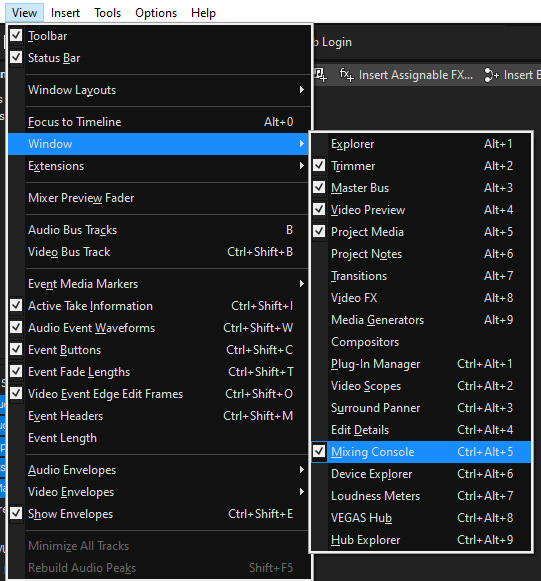 View Insert Tools Options Help
Toolbar
Login
Status Bar
Insert Assignable FX...
Insert B
Window Layouts
Focus to Timeline Alt+0
Window
Extensions
Mixer Preview Fader
Audio Bus Tracks B
Video Bus Track Ctrl+Shift+B
Event Media Markers
Active Take Information Ctrl+Shift+I
Audio Event Waveforms Ctrl+Shift+W
Event Buttons Ctrl+Shift+C
Event Fade Lengths Ctrl+Shift+T
Video Event Edge Edit Frames Ctrl+Shift+O
Event Headers Ctrl+Shift+M
Event Length
Audio Envelopes
Video Envelopes
Show Envelopes Ctrl+Shift+E
Minimize All Tracks
Rebuild Audio Peaks Shift+F5
Explorer Alt+1
Trimmer Alt+2
Master Bus Alt+3
Video Preview Alt+4
Project Media Alt+5
Project Notes Alt+6
Transitions Alt+7
Video FX Alt+8
Media Generators Alt+9
Compositors
Plug-In Manager Ctrl+Alt+1
Video Scopes Ctrl+Alt+2
Surround Panner Ctrl+Alt+3
Edit Details Ctrl+Alt+4
Mixing Console Ctrl+Alt+5
Device Explorer Ctrl+Alt+6
Loudness Meters Ctrl+Alt+7
VEGAS Hub Ctrl+Alt+8
Hub Explorer Ctrl+Alt+9